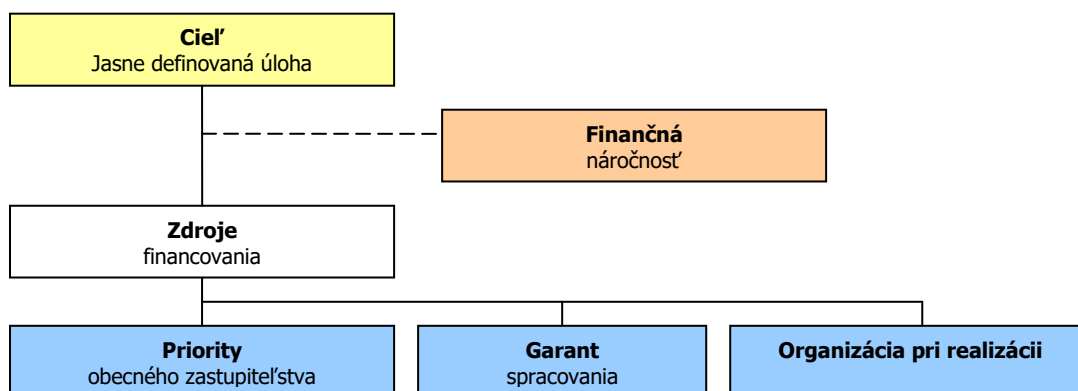 Cieľ
Jasne definovaná úloha
Finančná
náročnosť
Zdroje
financovania
Priority
obecného zastupiteľstva
Garant
spracovania
Organizácia pri realizácii